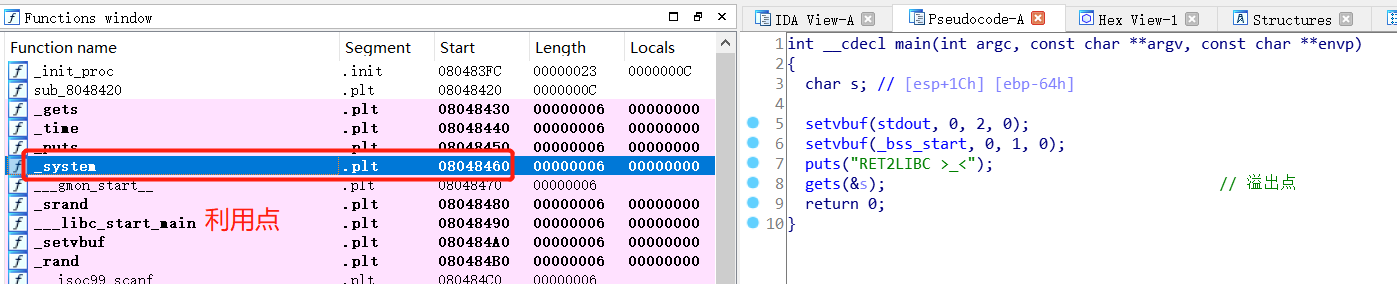 Functions window
Function name Segment Start Length Locals
_init_proc .init 080483FC 00000023 0000000C
sub_8048420 .plt 08048420 0000000C
_gets .plt 08048430 00000006 00000000
_time .plt 08048440 00000006 00000000
_puts .plt 08048450 00000006 00000000
_system .plt 08048460 00000006 00000000
___gmon_start__ .plt 08048470 00000006
_srand .plt 08048480 00000006 00000000
___libc_start_main .plt 08048490 00000006 00000000
利用点
_setvbuf .plt 080484A0 00000006 00000000
_rand .plt 080484B0 00000006 00000000
isoc99_scanf .plt 080484C0 00000006
IDA View-A Pseudocode-A Hex View-1 Structures
1 int __cdecl main(int argc, const char **argv, const char **envp)
2 {
3 char s; // [esp+1Ch] [ebp-64h]
4
5 setvbuf(stdout, 0, 2, 0);
6 setvbuf(_bss_start, 0, 1, 0);
7 puts("RET2LIBC >_<");
8 gets(&s); // 溢出点
9 return 0;
10 }